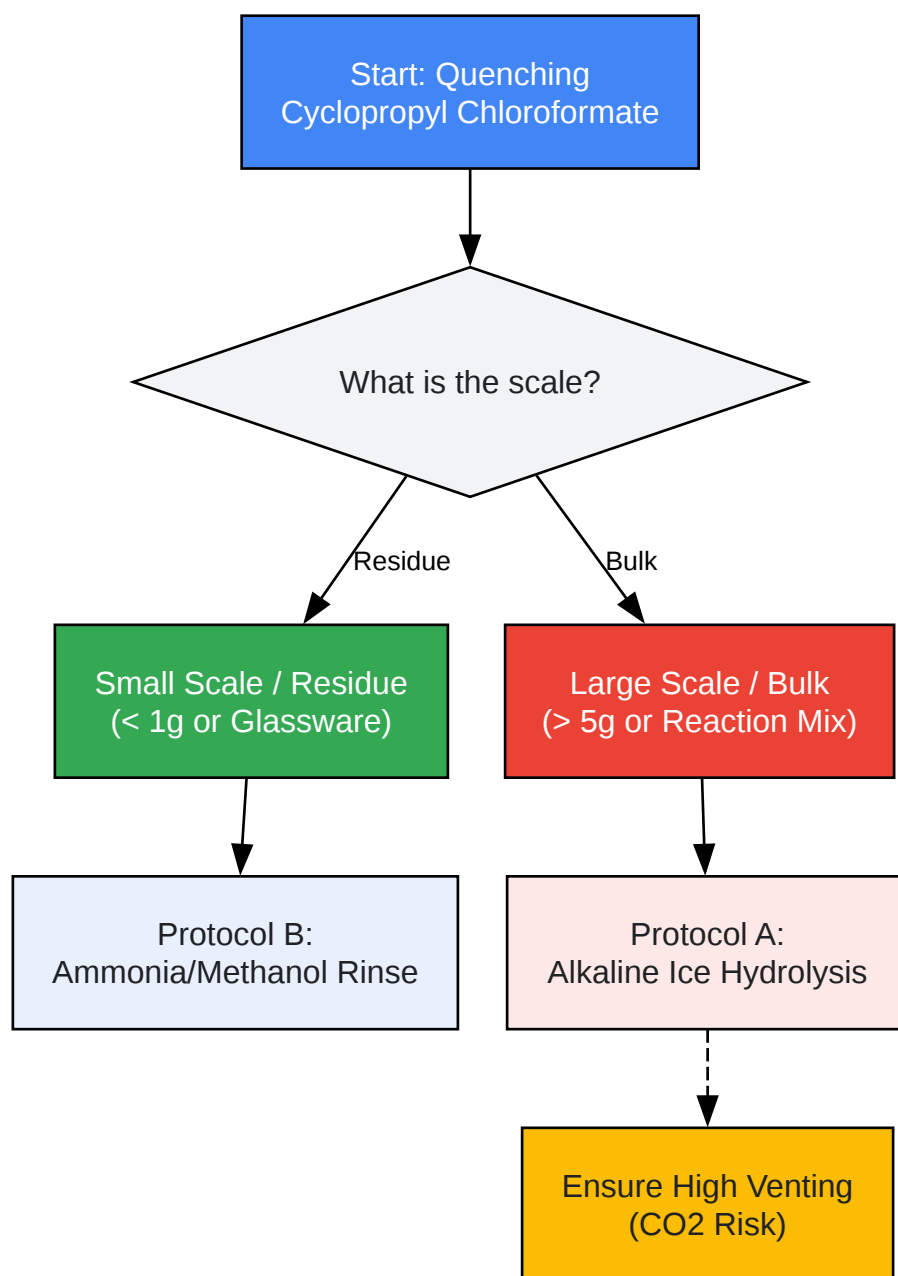 Start: Quenching
Cyclopropyl Chloroformate
What is the scale?
Residue
Bulk
Small Scale / Residue
(< 1g or Glassware)
Large Scale / Bulk
(> 5g or Reaction Mix)
Protocol B:
Ammonia/Methanol Rinse
Protocol A:
Alkaline Ice Hydrolysis
Ensure High Venting
(CO2 Risk)